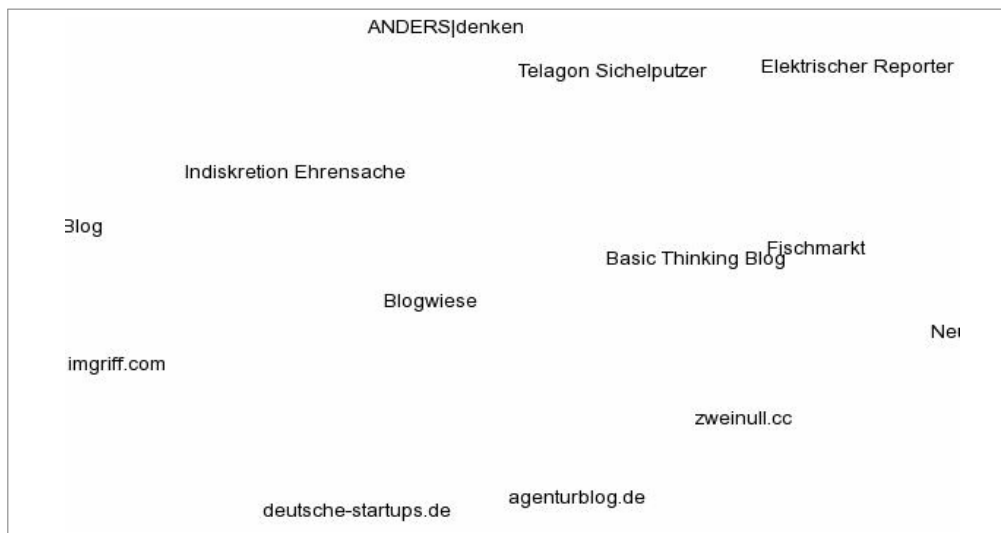 ANDERS|denken
Telagon Sichelputzer
Elektrischer Reporter
Indiskretion Ehrensache
Blog
Fischmarkt
Basic Thinking Blog
Blogwiese
imgriff.com
zweinull.cc
agenturblog.de
deutsche-startups.de